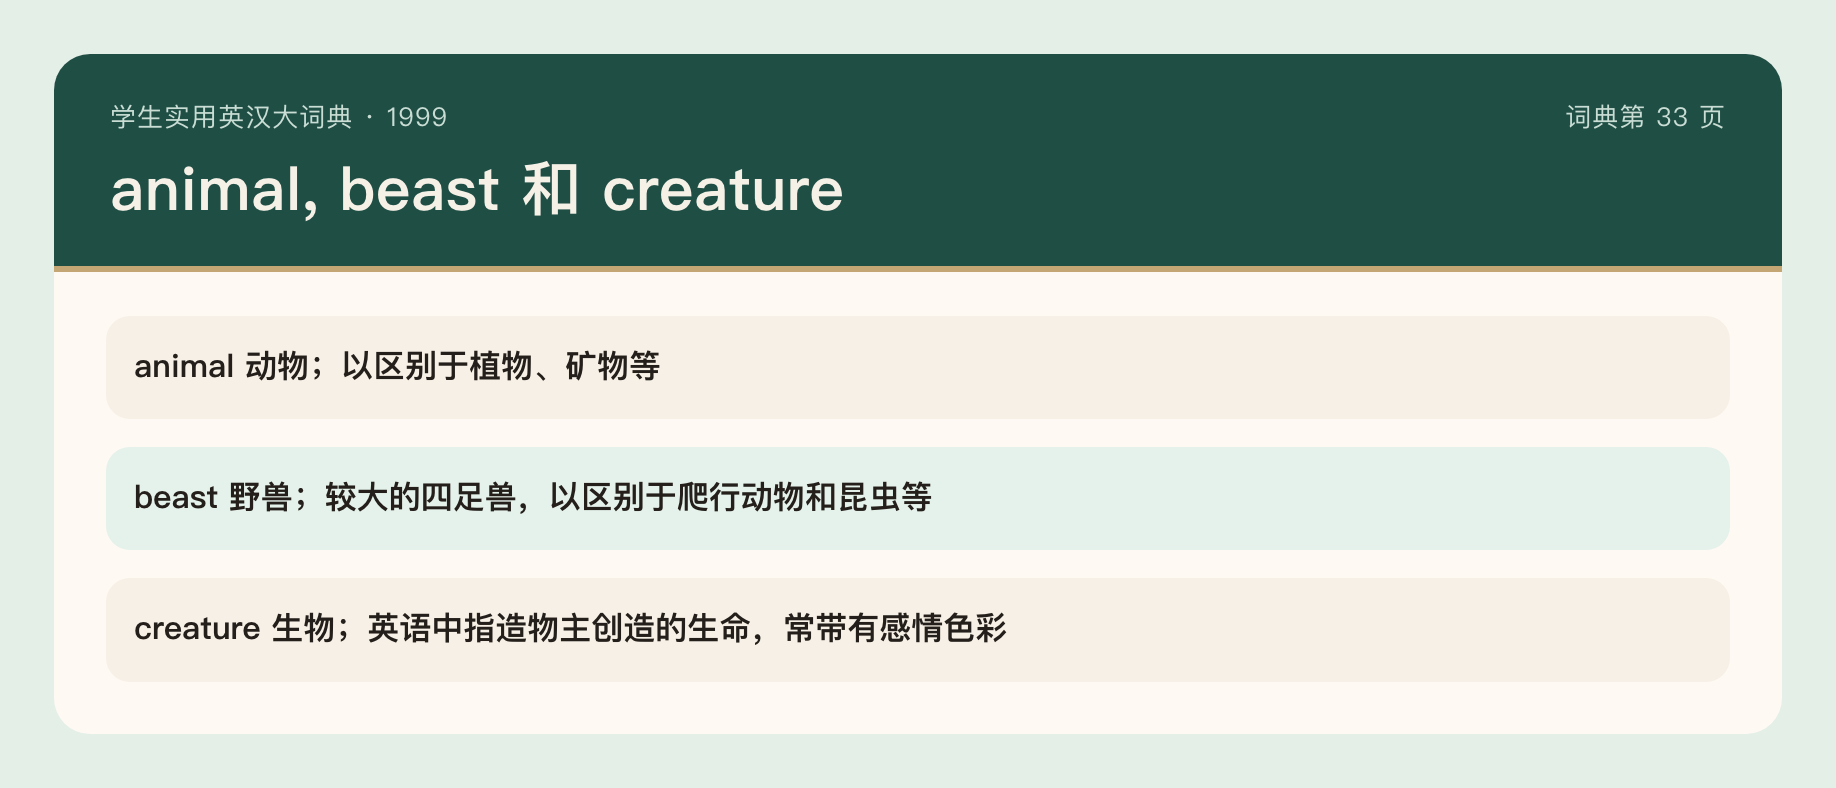 学生实用英汉大词典 · 1999
词典第 33 页
animal, beast 和 creature
animal 动物；以区别于植物、矿物等
beast 野兽；较大的四足兽，以区别于爬行动物和昆虫等
creature 生物；英语中指造物主创造的生命，常带有感情色彩